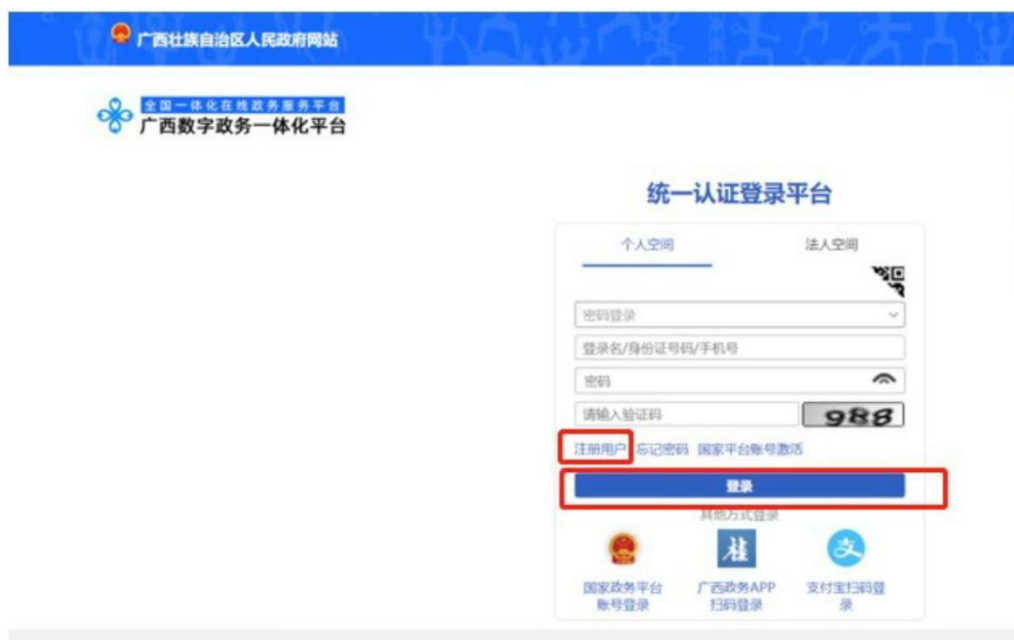 广西壮族自治区人民政府网站
全国一体化在线政务服务平台
广西数字政务一体化平台
统一认证登录平台
个人空间 法人空间
密码登录
登录名/身份证号码/手机号
密码
请输入验证码 988
注册用户 忘记密码 国家平台账号激活
登录
其他方式登录
国家政务平台 广西政务APP 支付宝扫码登
账号登录 扫码登录 录